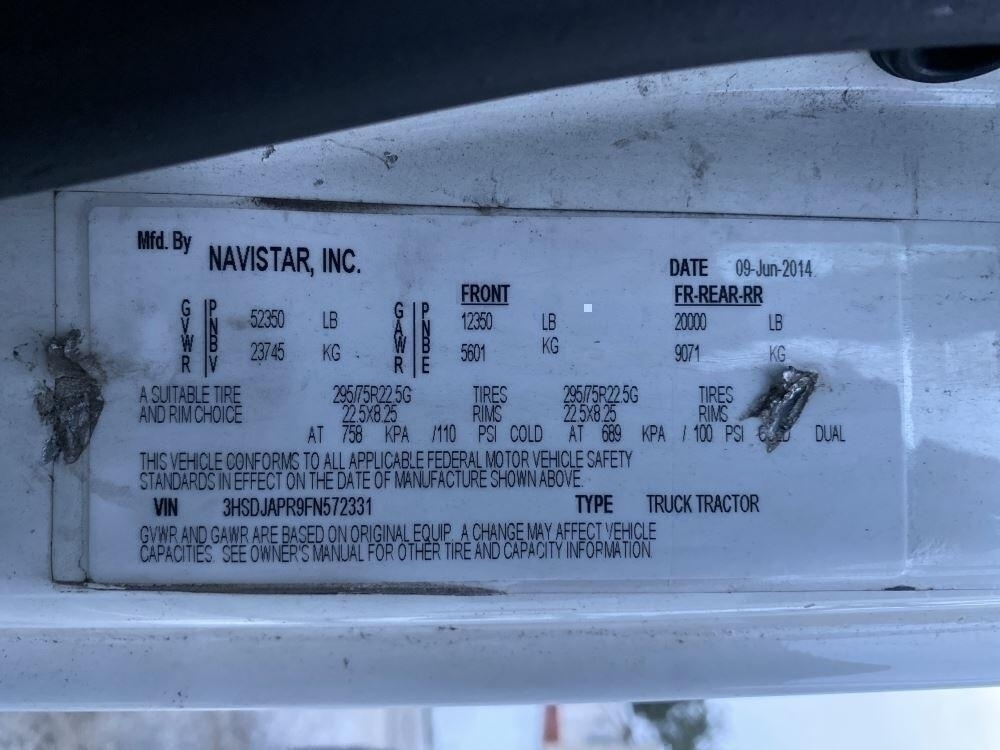 Mfd. By NAVISTAR, INC.
DATE 09-Jun-2014
FRONT FR-REAR-RR
GVWR PNBV 52350 LB GAWR PNBE 12350 LB 20000 LB
23745 KG 5601 KG 9071 KG
A SUITABLE TIRE 295/75R22.5G TIRES 295/75R22.5G TIRES
AND RIM CHOICE 22.5X8.25 RIMS 22.5X8.25 RIMS
AT 758 KPA /110 PSI COLD AT 689 KPA / 100 PSI COLD DUAL
THIS VEHICLE CONFORMS TO ALL APPLICABLE FEDERAL MOTOR VEHICLE SAFETY
STANDARDS IN EFFECT ON THE DATE OF MANUFACTURE SHOWN ABOVE.
VIN 3HSDJAPR9FN572331 TYPE TRUCK TRACTOR
GVWR AND GAWR ARE BASED ON ORIGINAL EQUIP. A CHANGE MAY AFFECT VEHICLE
CAPACITIES. SEE OWNER'S MANUAL FOR OTHER TIRE AND CAPACITY INFORMATION.